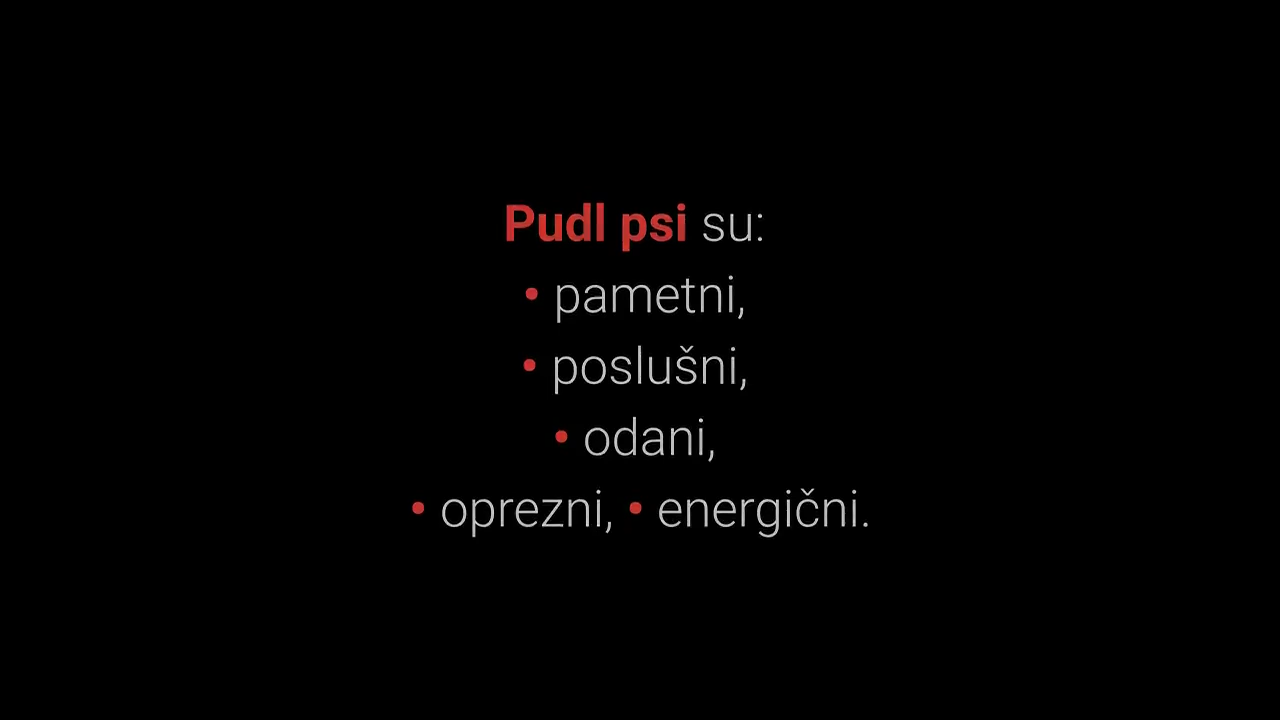 Pudl psi su:
• pametni,
• poslušni,
• odani,
• oprezni, • energični.